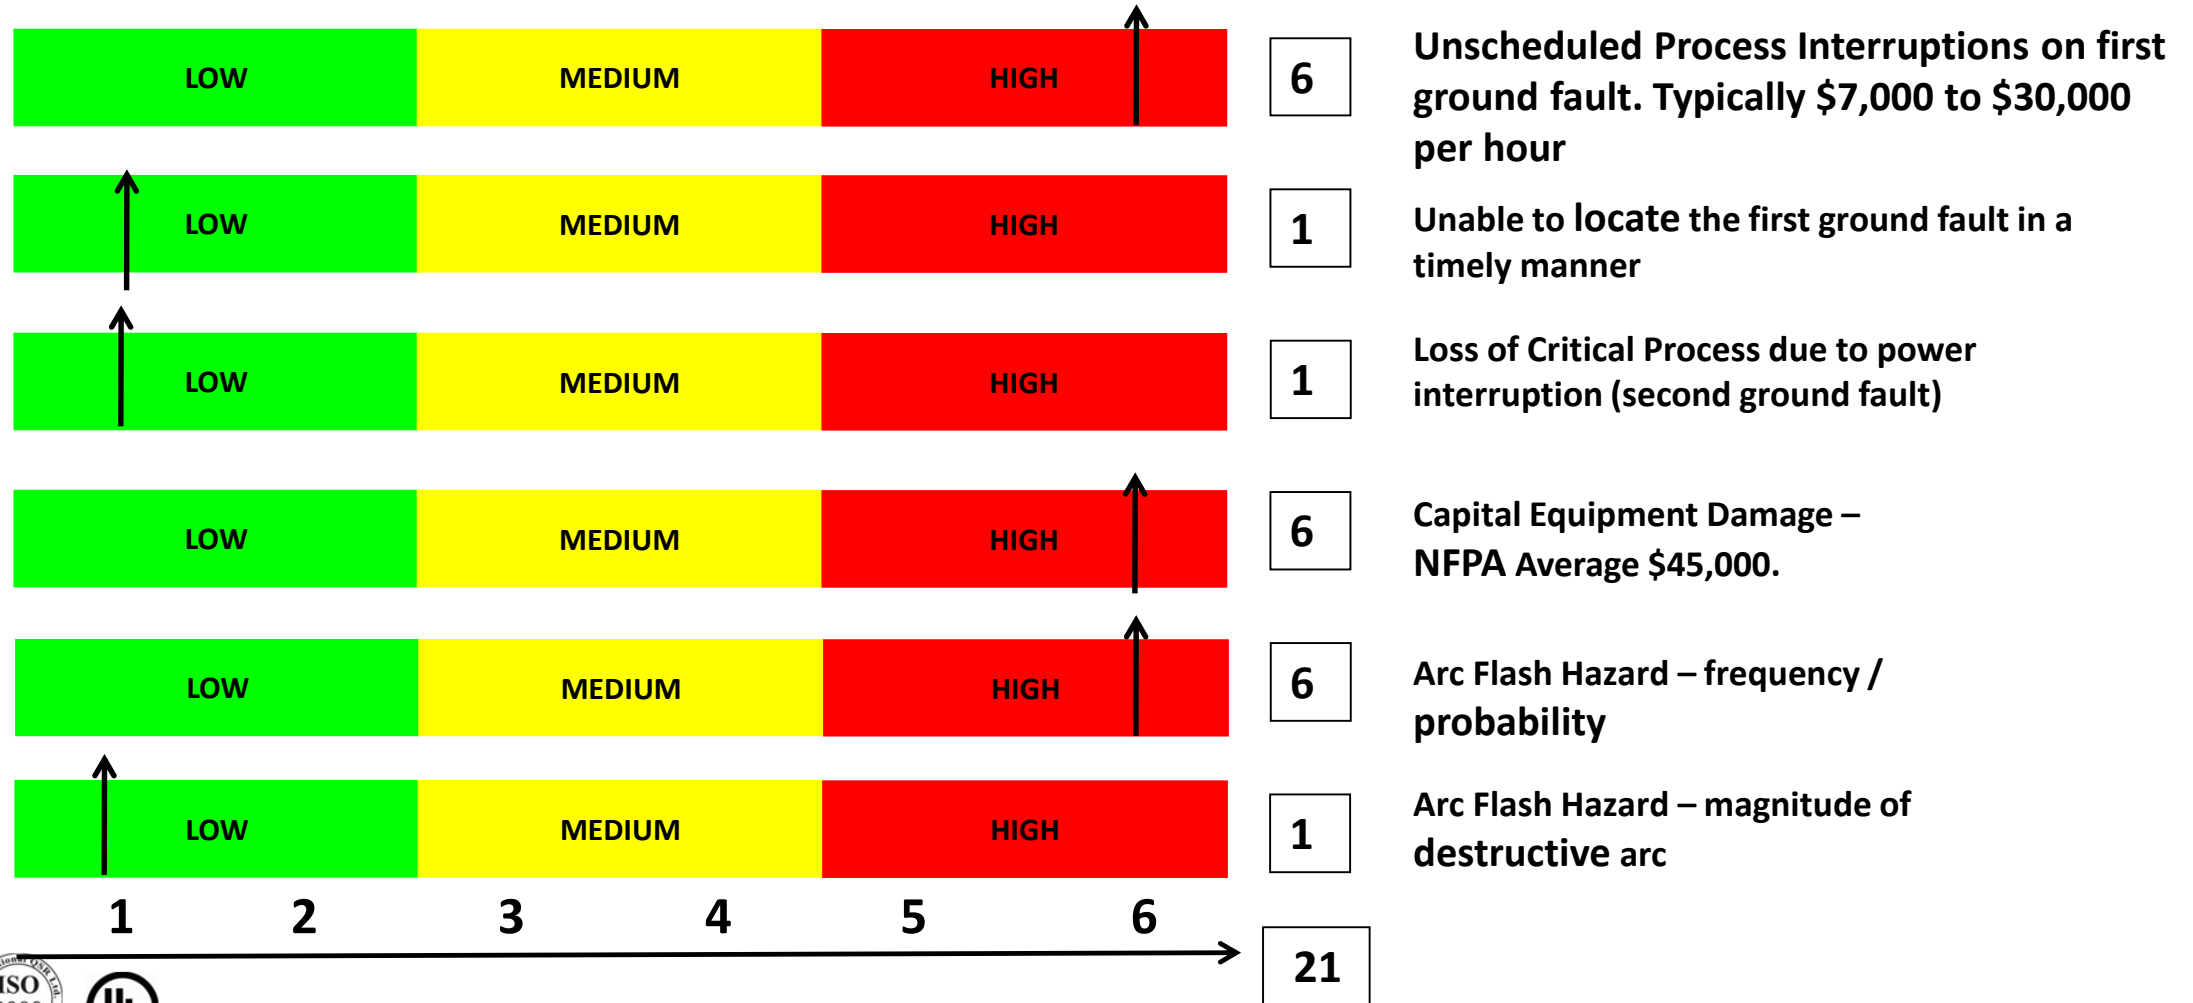 LOW MEDIUM HIGH 6
Unscheduled Process Interruptions on first
ground fault. Typically $7,000 to $30,000
per hour
LOW MEDIUM HIGH 1
Unable to locate the first ground fault in a
timely manner
LOW MEDIUM HIGH 1
Loss of Critical Process due to power
interruption (second ground fault)
LOW MEDIUM HIGH 6
Capital Equipment Damage –
NFPA Average $45,000.
LOW MEDIUM HIGH 6
Arc Flash Hazard – frequency /
probability
LOW MEDIUM HIGH 1
Arc Flash Hazard – magnitude of
destructive arc
1 2 3 4 5 6
21
ISO
UL